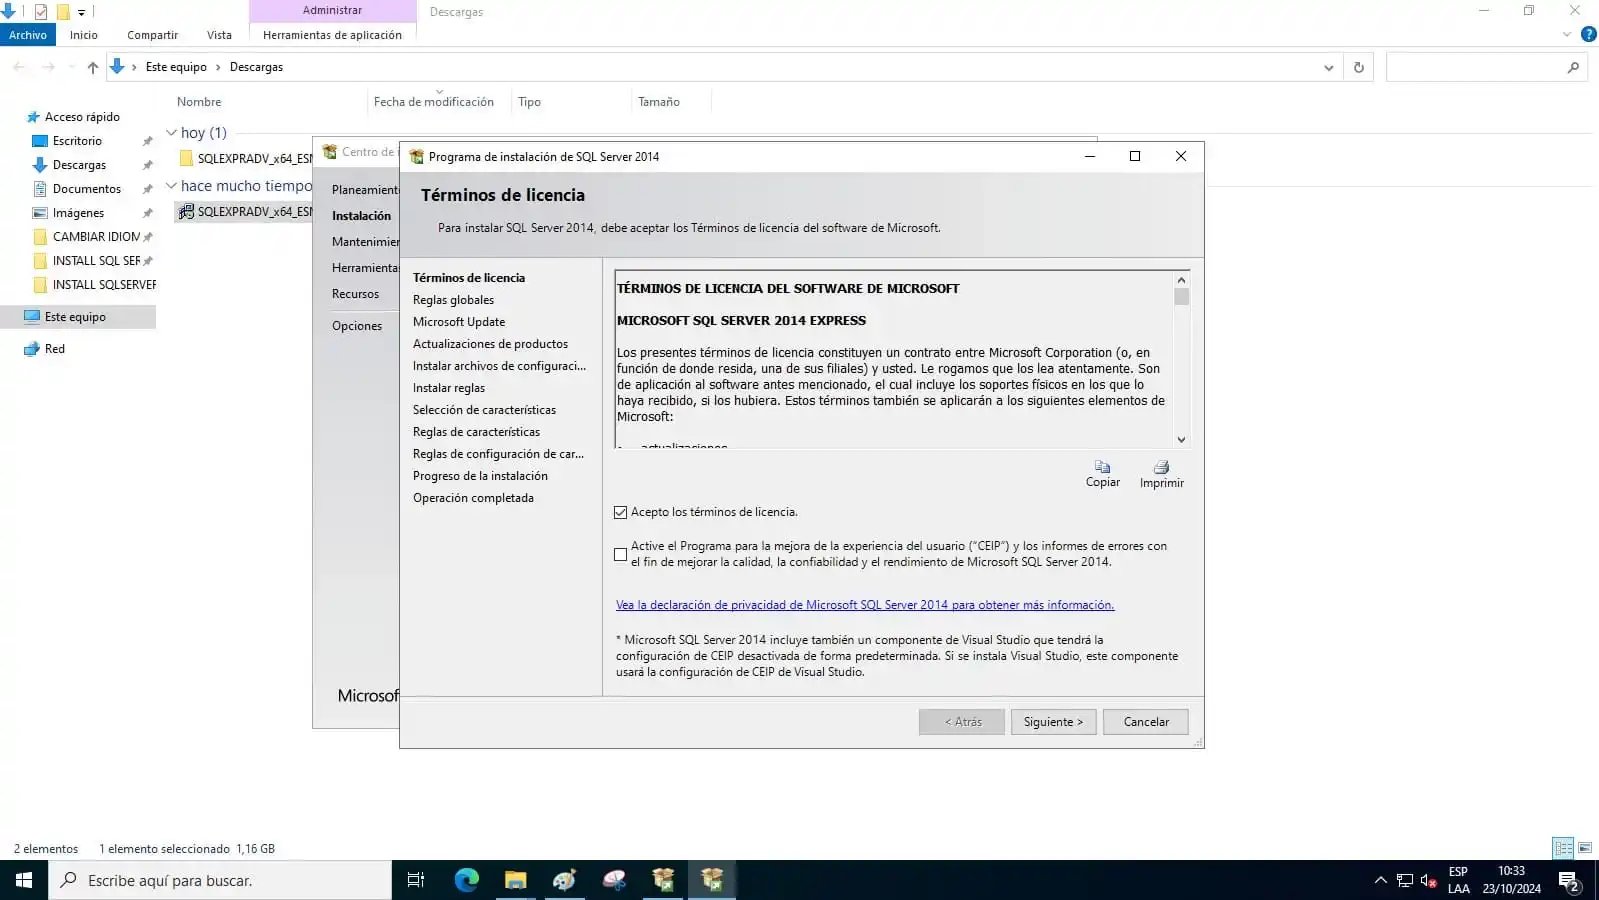 Administrar
Descargas
Archivo
Inicio
Compartir
Vista
Herramientas de aplicación
Este equipo
Descargas
Nombre
Fecha de modificación
Tipo
Tamaño
Acceso rápido
Escritorio
Descargas
Documentos
Imágenes
CAMBIAR IDIOM
INSTALL SQL SER
INSTALL SQLSERVER
Este equipo
Red
hoy (1)
SQLEXPRADV_x64_ESN
hace mucho tiempo
SQLEXPRADV_x64_ESN
Centro de i
Planeamient
Instalación
Mantenimien
Herramienta
Recursos
Opciones
Microsof
Programa de instalación de SQL Server 2014
Términos de licencia
Para instalar SQL Server 2014, debe aceptar los Términos de licencia del software de Microsoft.
Términos de licencia
Reglas globales
Microsoft Update
Actualizaciones de productos
Instalar archivos de configuraci...
Instalar reglas
Selección de características
Reglas de características
Reglas de configuración de car...
Progreso de la instalación
Operación completada
TÉRMINOS DE LICENCIA DEL SOFTWARE DE MICROSOFT
MICROSOFT SQL SERVER 2014 EXPRESS
Los presentes términos de licencia constituyen un contrato entre Microsoft Corporation (o, en
función de donde resida, una de sus filiales) y usted. Le rogamos que los lea atentamente. Son
de aplicación al software antes mencionado, el cual incluye los soportes físicos en los que lo
haya recibido, si los hubiera. Estos términos también se aplicarán a los siguientes elementos de
Microsoft:
• actualizaciones
Copiar
Imprimir
Acepto los términos de licencia.
Active el Programa para la mejora de la experiencia del usuario ("CEIP") y los informes de errores con
el fin de mejorar la calidad, la confiabilidad y el rendimiento de Microsoft SQL Server 2014.
Vea la declaración de privacidad de Microsoft SQL Server 2014 para obtener más información.
* Microsoft SQL Server 2014 incluye también un componente de Visual Studio que tendrá la
configuración de CEIP desactivada de forma predeterminada. Si se instala Visual Studio, este componente
usará la configuración de CEIP de Visual Studio.
< Atrás
Siguiente >
Cancelar
2 elementos
1 elemento seleccionado 1,16 GB
Escribe aquí para buscar.
ESP
LAA
10:33
23/10/2024
2